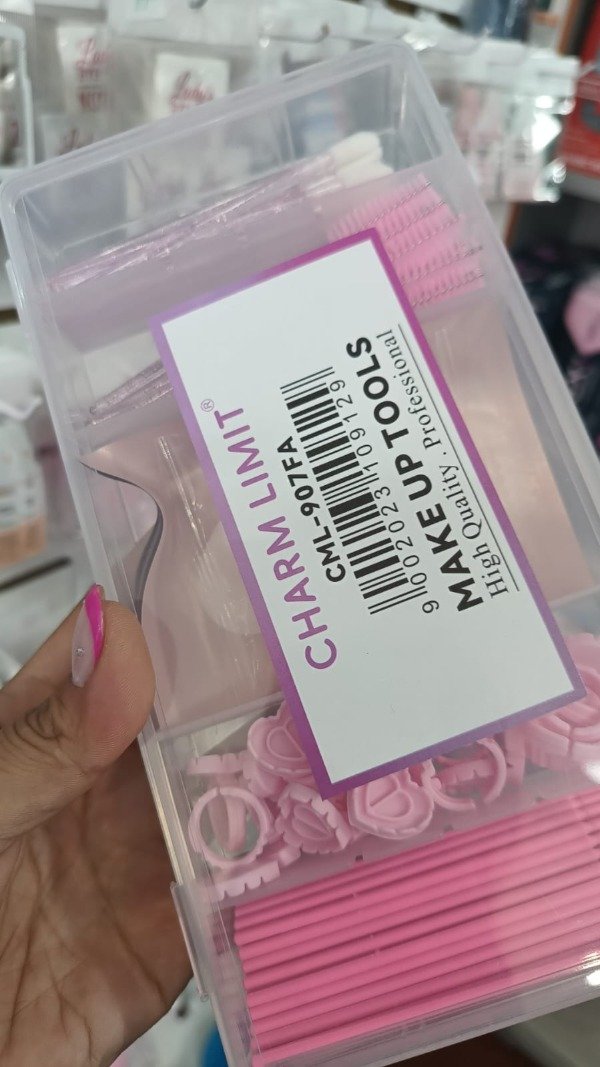 CHARM LIMIT®
CML-907FA
9 002023 109129
MAKE UP TOOLS
High Quality . Professional